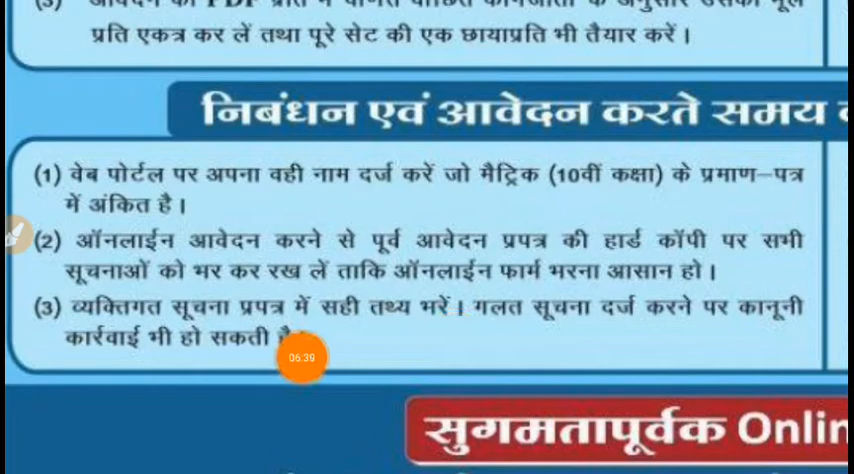 प्रति एकत्र कर लें तथा पूरे सेट की एक छायाप्रति भी तैयार करें।
निबंधन एवं आवेदन करते समय
(1) वेब पोर्टल पर अपना वही नाम दर्ज करें जो मैट्रिक (10वीं कक्षा) के प्रमाण-पत्र
में अंकित है।
(2) ऑनलाईन आवेदन करने से पूर्व आवेदन प्रपत्र की हार्ड कॉपी पर सभी
सूचनाओं को भर कर रख लें ताकि ऑनलाईन फार्म भरना आसान हो।
(3) व्यक्तिगत सूचना प्रपत्र में सही तथ्य भरें। गलत सूचना दर्ज करने पर कानूनी
कार्रवाई भी हो सकती
06:39
सुगमतापूर्वक